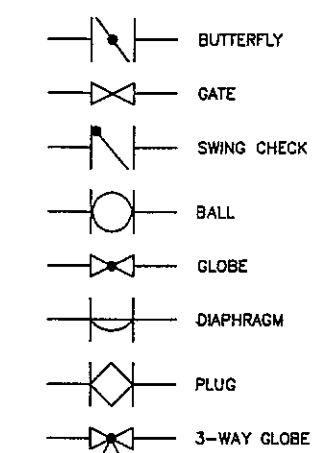 BUTTERFLY
GATE
SWING CHECK
BALL
GLOBE
DIAPHRAGM
PLUG
3-WAY GLOBE